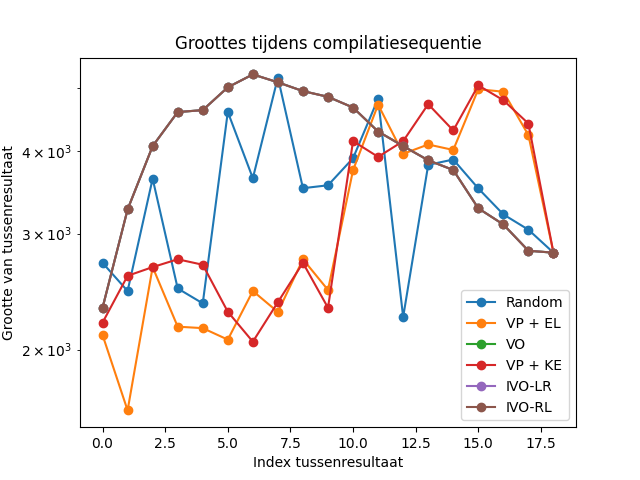 Groottes tijdens compilatiesequentie
Grootte van tussenresultaat
4 × 10³
3 × 10³
2 × 10³
0.0 2.5 5.0 7.5 10.0 12.5 15.0 17.5
Index tussenresultaat
Random
VP + EL
VO
VP + KE
IVO-LR
IVO-RL